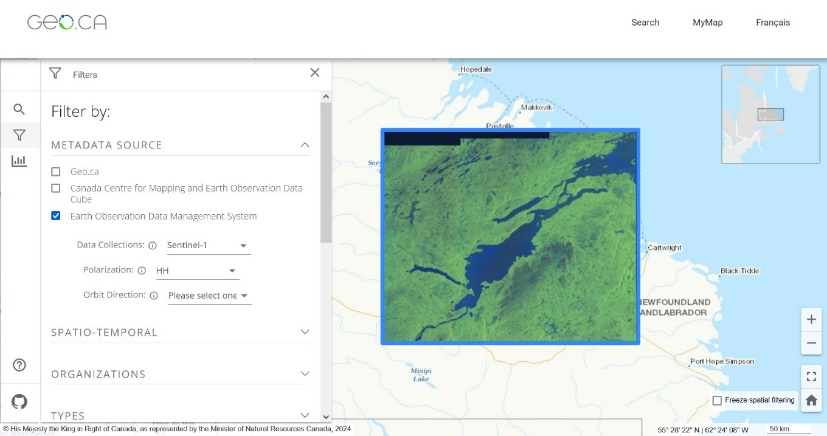 GEO.CA
Search
MyMap
Français
Filters
Filter by:
METADATA SOURCE
Geo.ca
Canada Centre for Mapping and Earth Observation Data
Cube
Earth Observation Data Management System
Data Collections:
Sentinel-1
Polarization:
HH
Orbit Direction:
Please select one
SPATIO-TEMPORAL
ORGANIZATIONS
TYPES
Hopedale
Makkovik
Postville
Cartwright
Black Tickle
NEWFOUNDLAND
AND LABRADOR
Port Hope Simpson
Minipi
Lake
Freeze spatial filtering
© His Majesty the King in Right of Canada, as represented by the Minister of Natural Resources Canada, 2024
55° 28' 22" N | 62° 24' 08" W
50 km